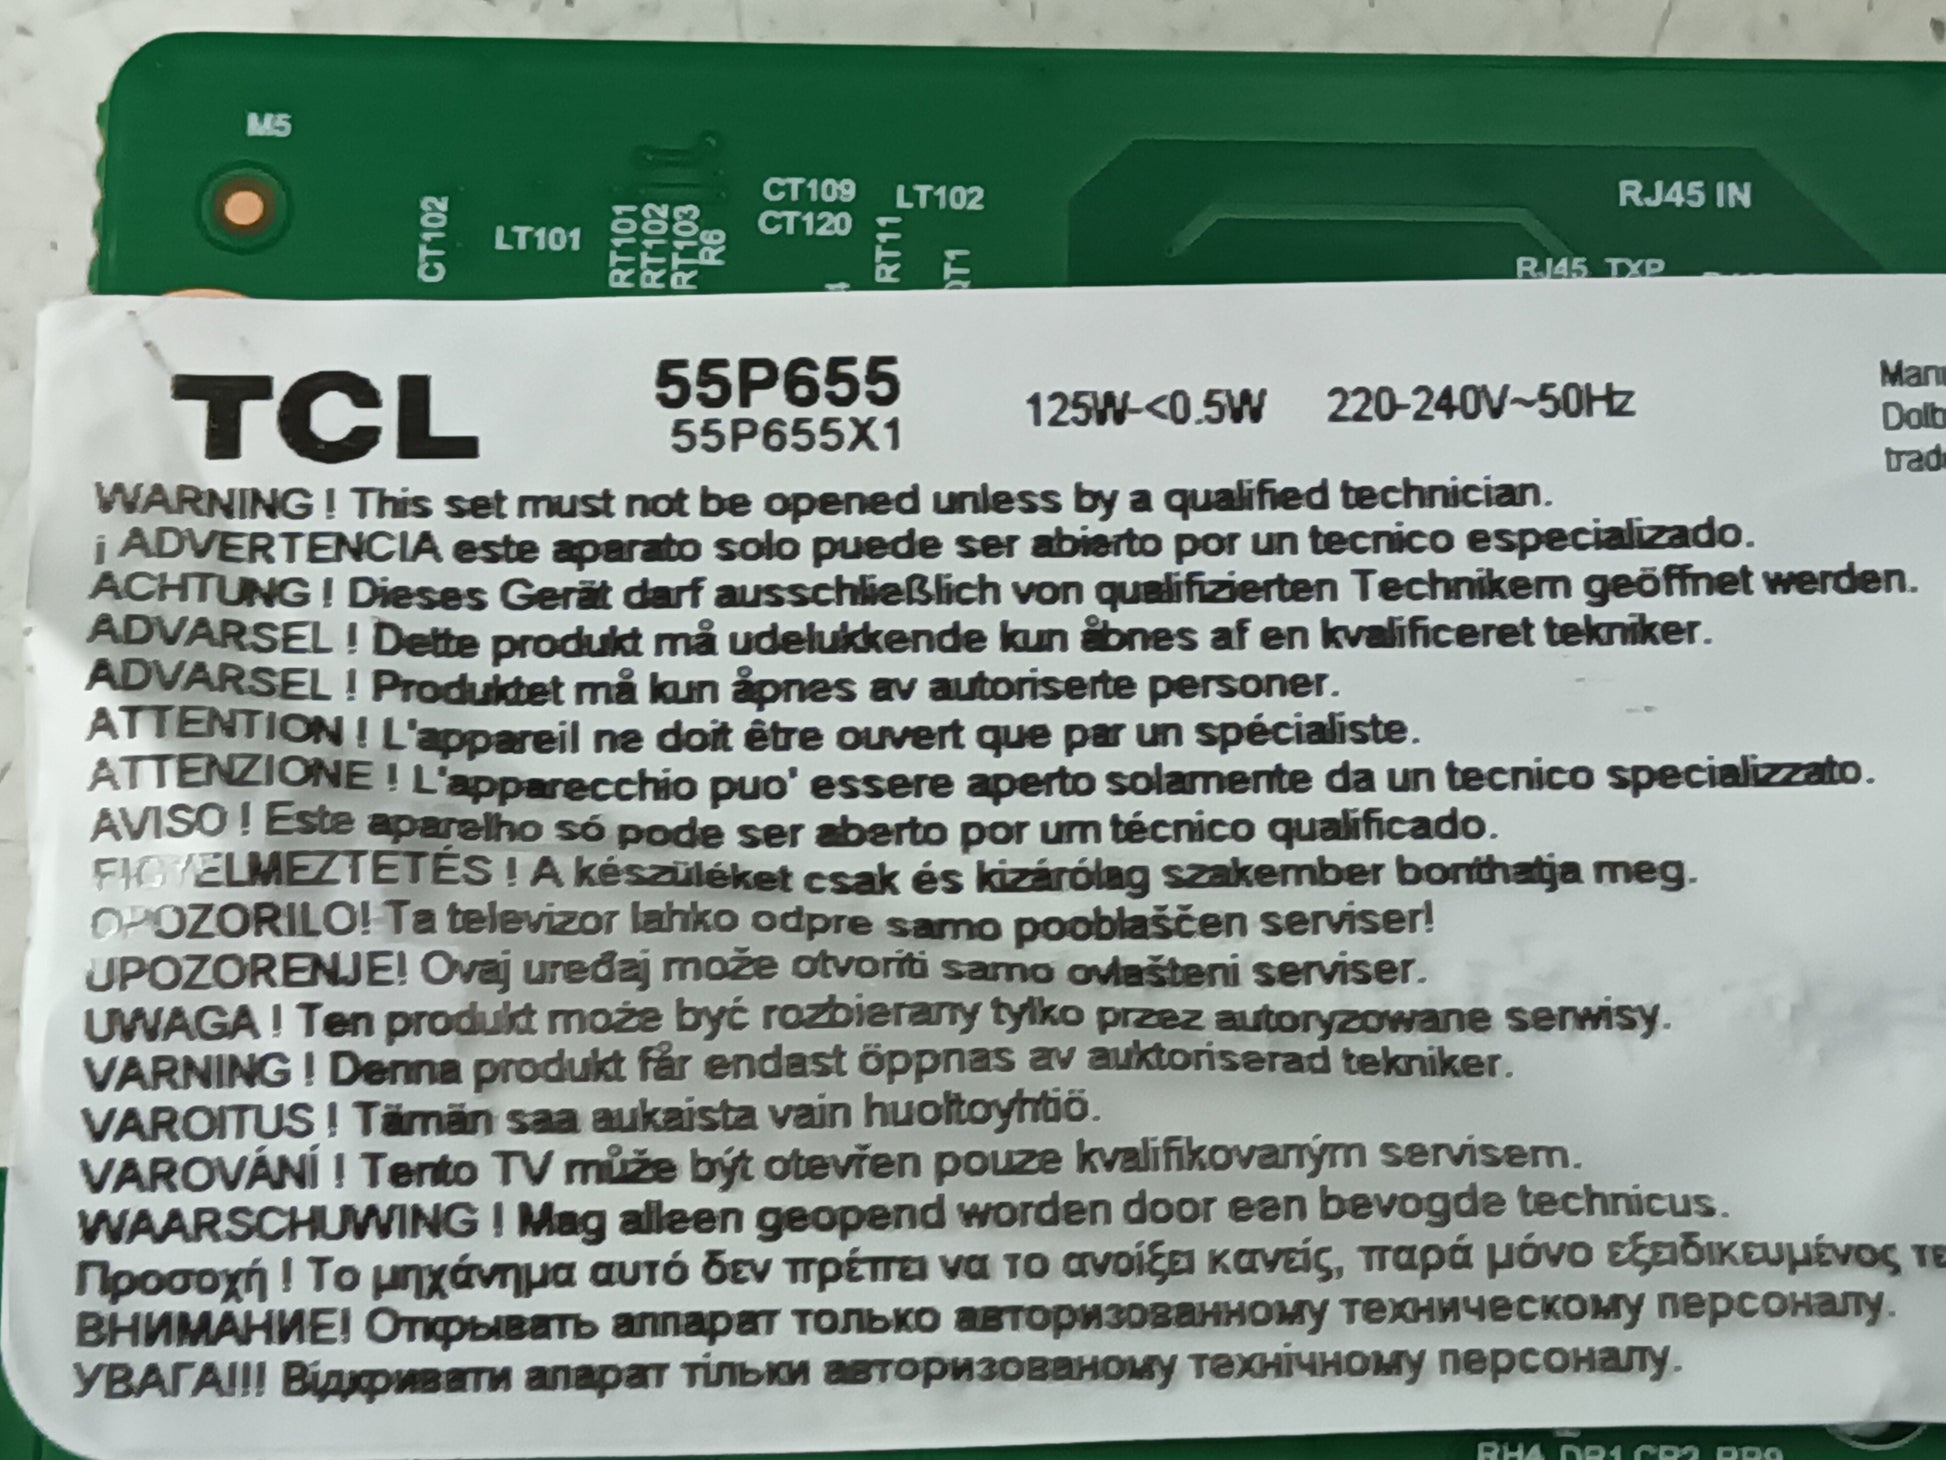 M5
CT102
LT101
RT101
RT102
RT103
R6
CT109
CT120
LT102
RT11
RJ45 IN
RJ45_TXP
TCL
55P655
55P655X1
125W-<0.5W
220-240V~50Hz
WARNING ! This set must not be opened unless by a qualified technician.
¡ ADVERTENCIA este aparato solo puede ser abierto por un tecnico especializado.
ACHTUNG ! Dieses Gerät darf ausschließlich von qualifizierten Technikern geöffnet werden.
ADVARSEL ! Dette produkt må udelukkende kun åbnes af en kvalificeret tekniker.
ADVARSEL ! Produktet må kun åpnes av autoriserte personer.
ATTENTION ! L'appareil ne doit être ouvert que par un spécialiste.
ATTENZIONE ! L'apparecchio puo' essere aperto solamente da un tecnico specializzato.
AVISO ! Este aparelho só pode ser aberto por um técnico qualificado.
FIGYELMEZTETÉS ! A készüléket csak és kizárólag szakember bonthatja meg.
OPOZORILO! Ta televizor lahko odpre samo pooblaščen serviser!
UPOZORENJE! Ovaj uređaj može otvoriti samo ovlašteni serviser.
UWAGA ! Ten produkt może być rozbierany tylko przez autoryzowane serwisy.
VARNING ! Denna produkt får endast öppnas av auktoriserad tekniker.
VAROITUS ! Tämän saa aukaista vain huoltoyhtiö.
VAROVÁNÍ ! Tento TV může být otevřen pouze kvalifikovaným servisem.
WAARSCHUWING ! Mag alleen geopend worden door een bevogde technicus.
Προσοχή ! Το μηχάνημα αυτό δεν πρέπει να το ανοίξει κανείς, παρά μόνο εξειδικευμένος
ВНИМАНИЕ! Открывать аппарат только авторизованному техническому персоналу.
УВАГА!!! Відкривати апарат тільки авторизованому технічному персоналу.